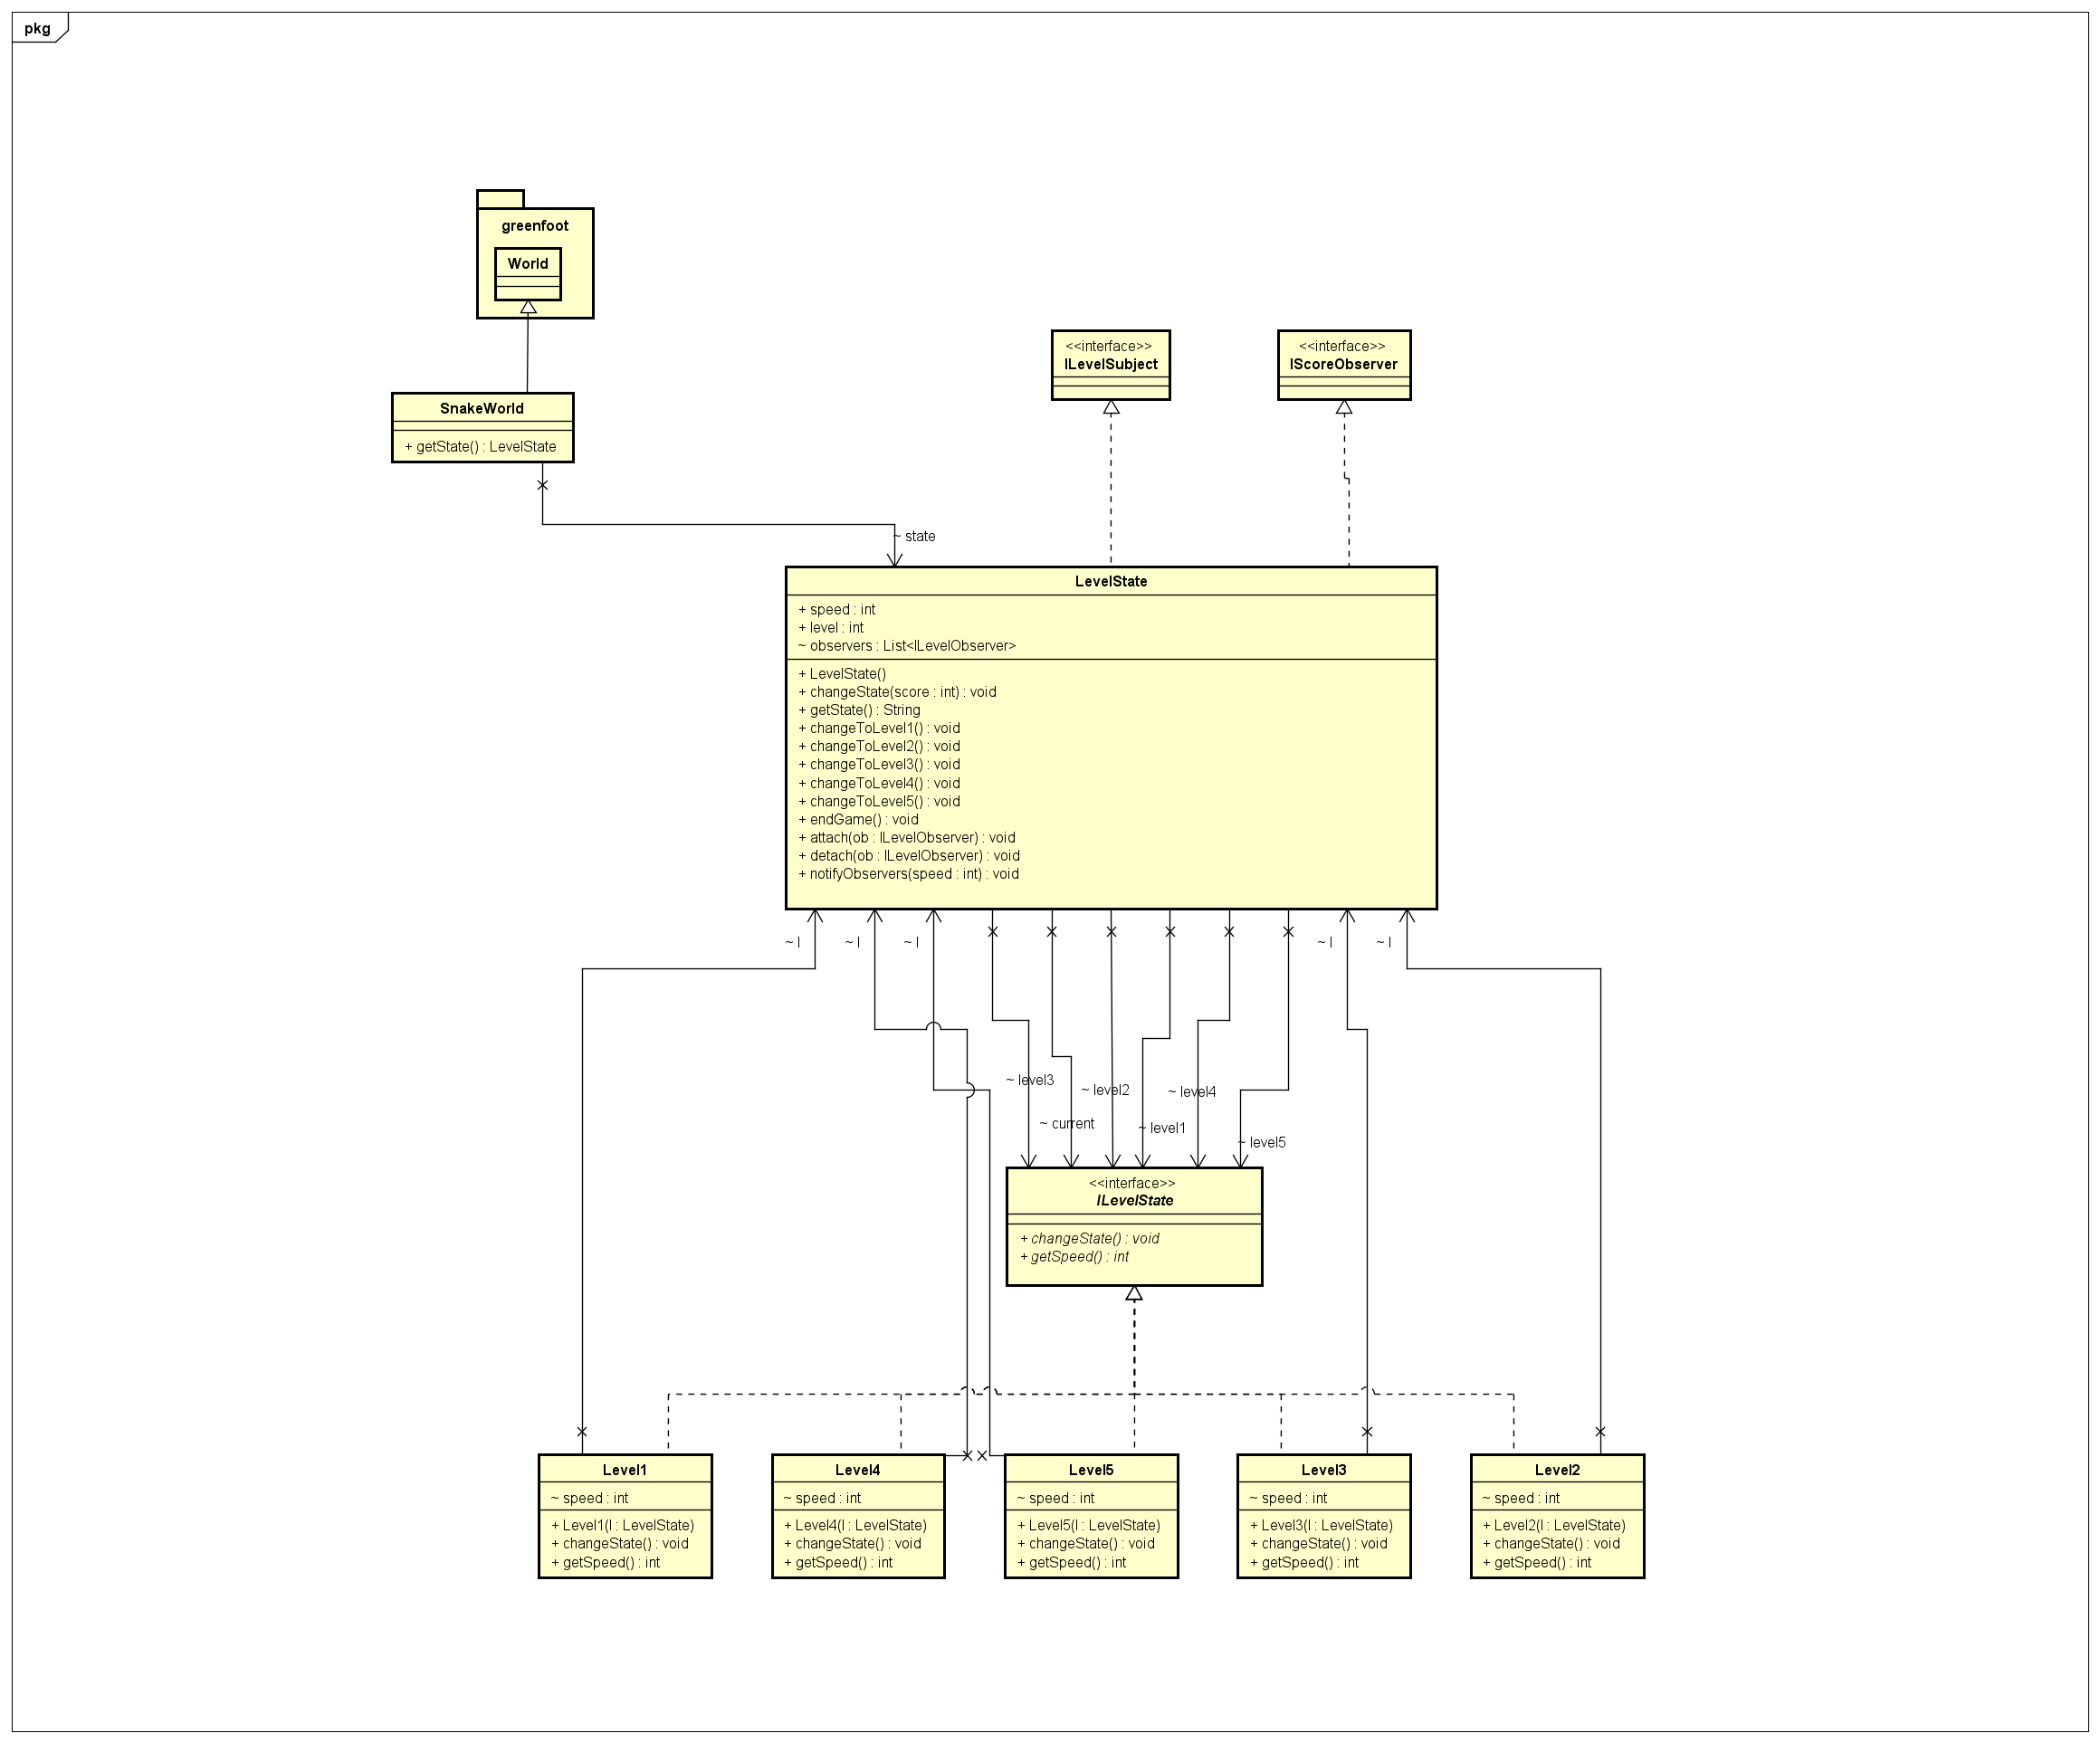 pkg
greenfoot
World
<<interface>>
ILevelSubject
<<interface>>
IScoreObserver
SnakeWorld
+ getState() : LevelState
~ state
LevelState
+ speed : int
+ level : int
~ observers : List<ILevelObserver>
+ LevelState()
+ changeState(score : int) : void
+ getState() : String
+ changeToLevel1() : void
+ changeToLevel2() : void
+ changeToLevel3() : void
+ changeToLevel4() : void
+ changeToLevel5() : void
+ endGame() : void
+ attach(ob : ILevelObserver) : void
+ detach(ob : ILevelObserver) : void
+ notifyObservers(speed : int) : void
~ l
~ l
~ l
~ l
~ l
~ level3
~ level2
~ level4
~ current
~ level1
~ level5
<<interface>>
ILevelState
+ changeState() : void
+ getSpeed() : int
Level1
~ speed : int
+ Level1(l : LevelState)
+ changeState() : void
+ getSpeed() : int
Level4
~ speed : int
+ Level4(l : LevelState)
+ changeState() : void
+ getSpeed() : int
Level5
~ speed : int
+ Level5(l : LevelState)
+ changeState() : void
+ getSpeed() : int
Level3
~ speed : int
+ Level3(l : LevelState)
+ changeState() : void
+ getSpeed() : int
Level2
~ speed : int
+ Level2(l : LevelState)
+ changeState() : void
+ getSpeed() : int